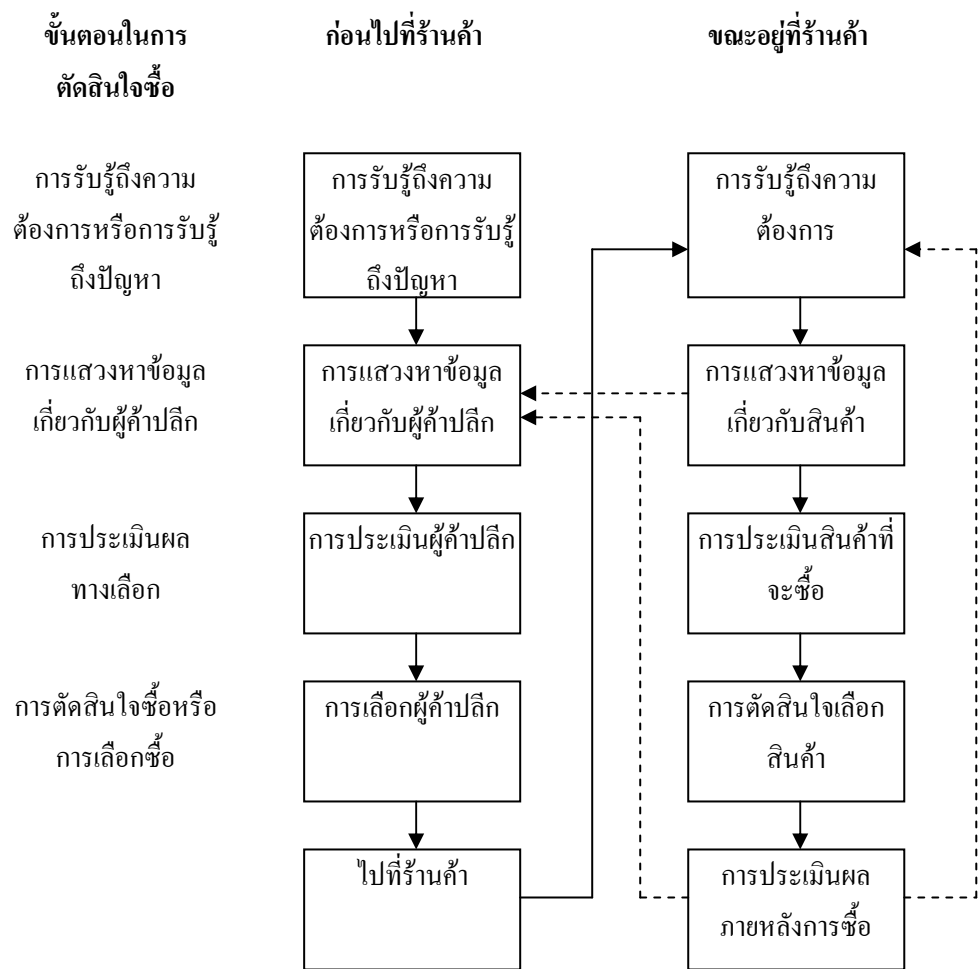 ขั้นตอนในการ
ตัดสินใจซื้อ
ก่อนไปที่ร้านค้า
ขณะอยู่ที่ร้านค้า
การรับรู้ถึงความ
ต้องการหรือการรับรู้
ถึงปัญหา
การรับรู้ถึงความ
ต้องการหรือการรับรู้
ถึงปัญหา
การรับรู้ถึงความ
ต้องการ
การแสวงหาข้อมูล
เกี่ยวกับผู้ค้าปลีก
การแสวงหาข้อมูล
เกี่ยวกับผู้ค้าปลีก
การแสวงหาข้อมูล
เกี่ยวกับสินค้า
การประเมินผล
ทางเลือก
การประเมินผู้ค้าปลีก
การประเมินสินค้าที่
จะซื้อ
การตัดสินใจซื้อหรือ
การเลือกซื้อ
การเลือกผู้ค้าปลีก
การตัดสินใจเลือก
สินค้า
ไปที่ร้านค้า
การประเมินผล
ภายหลังการซื้อ